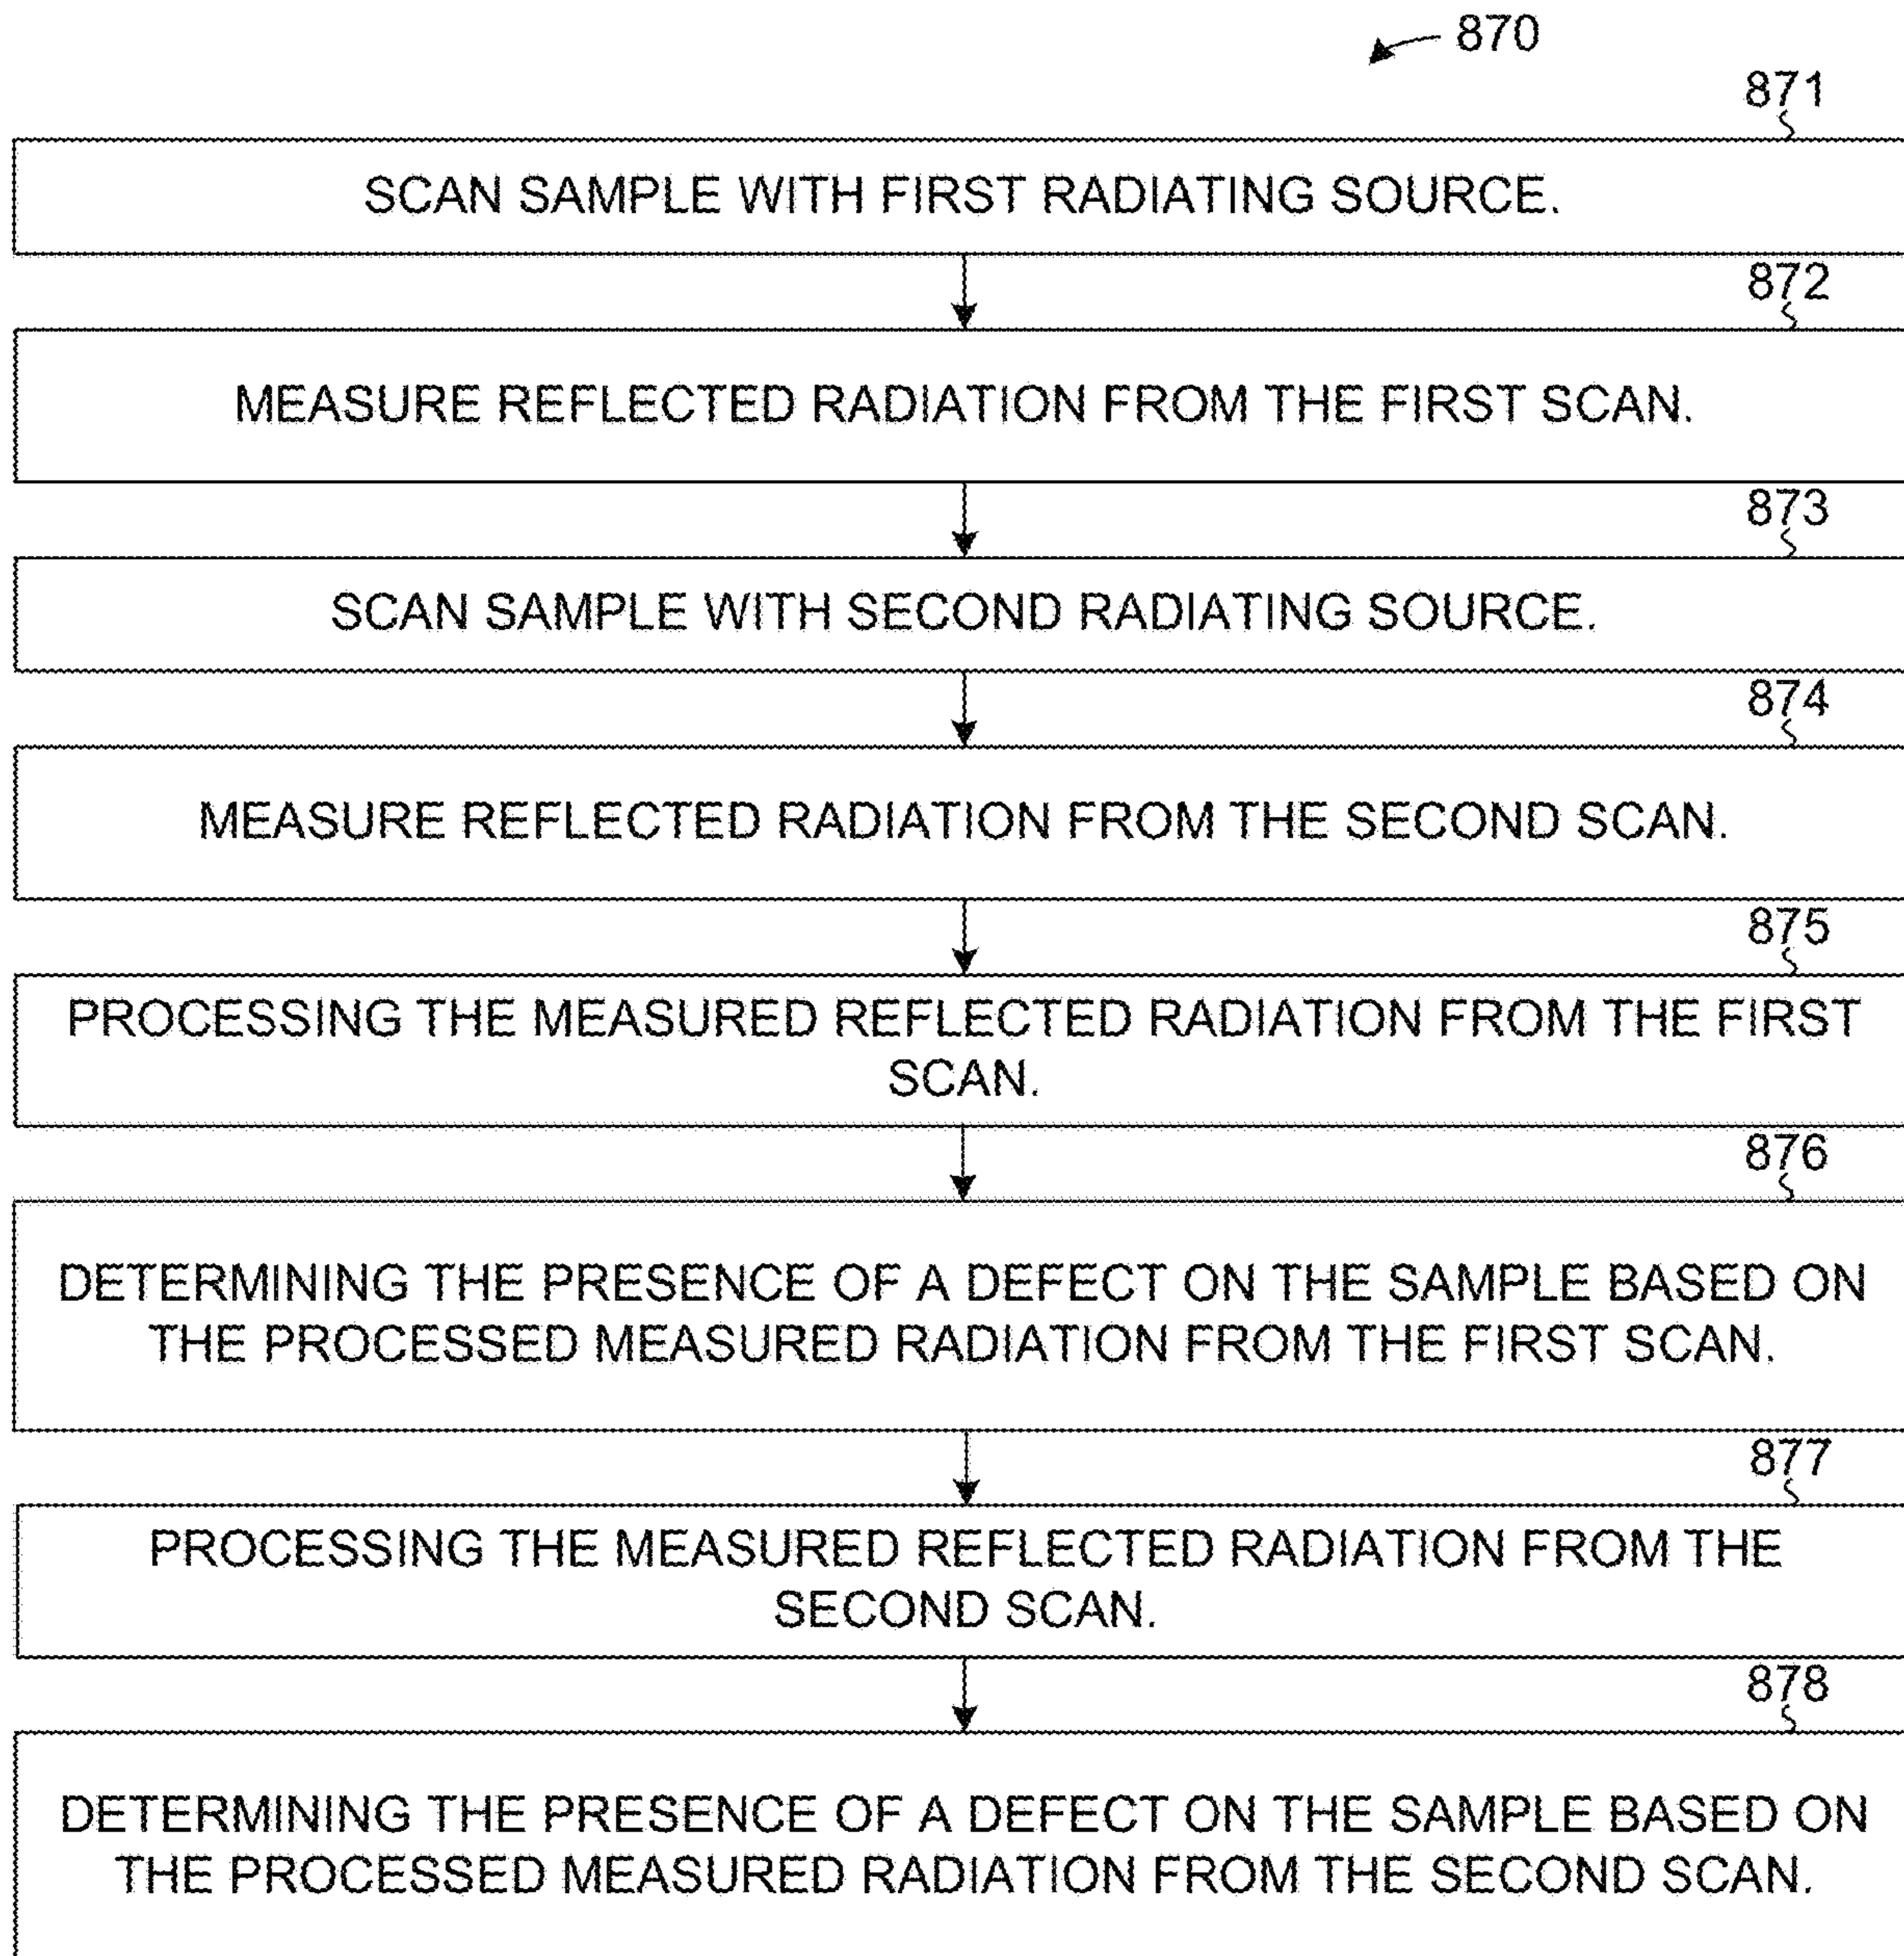 870
871
SCAN SAMPLE WITH FIRST RADIATING SOURCE.
872
MEASURE REFLECTED RADIATION FROM THE FIRST SCAN.
873
SCAN SAMPLE WITH SECOND RADIATING SOURCE.
874
MEASURE REFLECTED RADIATION FROM THE SECOND SCAN.
875
PROCESSING THE MEASURED REFLECTED RADIATION FROM THE FIRST
SCAN.
876
DETERMINING THE PRESENCE OF A DEFECT ON THE SAMPLE BASED ON
THE PROCESSED MEASURED RADIATION FROM THE FIRST SCAN.
877
PROCESSING THE MEASURED REFLECTED RADIATION FROM THE
SECOND SCAN.
878
DETERMINING THE PRESENCE OF A DEFECT ON THE SAMPLE BASED ON
THE PROCESSED MEASURED RADIATION FROM THE SECOND SCAN.